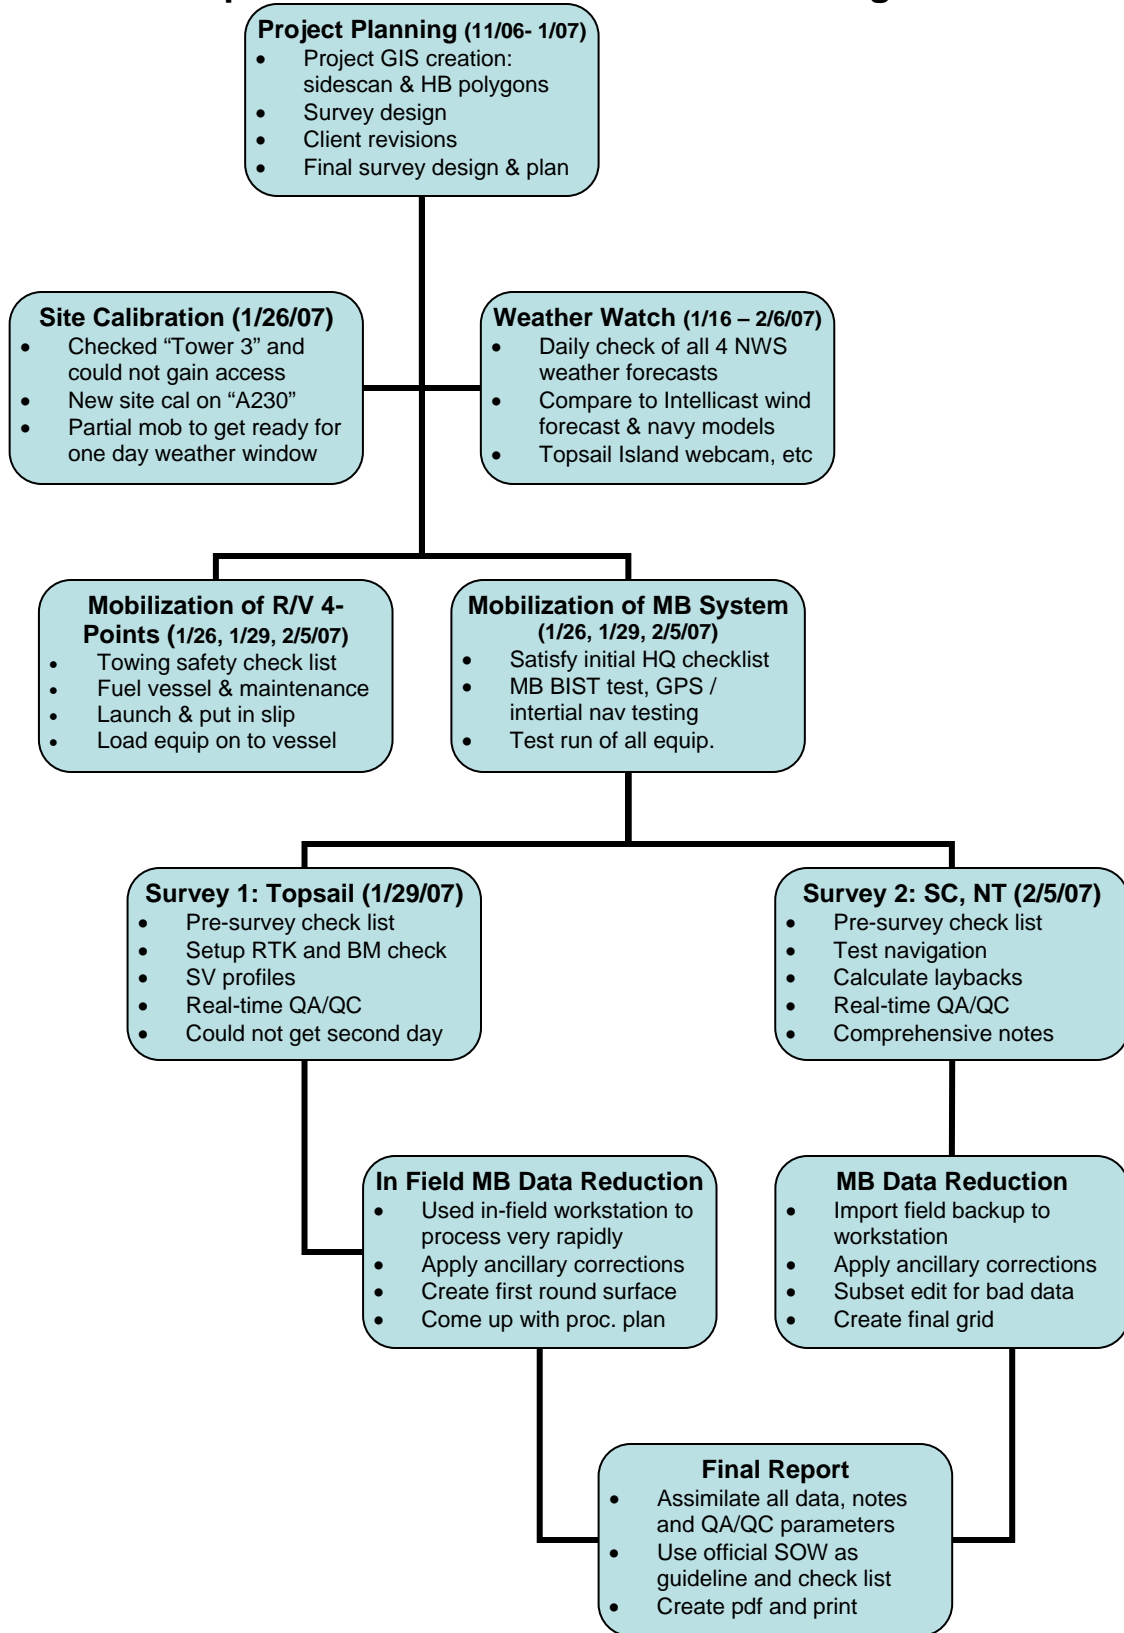 Project Planning (11/06- 1/07)
• Project GIS creation:
sidescan & HB polygons
• Survey design
• Client revisions
• Final survey design & plan
Site Calibration (1/26/07)
• Checked “Tower 3” and
could not gain access
• New site cal on “A230”
• Partial mob to get ready for
one day weather window
Weather Watch (1/16 – 2/6/07)
• Daily check of all 4 NWS
weather forecasts
• Compare to Intellicast wind
forecast & navy models
• Topsail Island webcam, etc
Mobilization of R/V 4-
Points (1/26, 1/29, 2/5/07)
• Towing safety check list
• Fuel vessel & maintenance
• Launch & put in slip
• Load equip on to vessel
Mobilization of MB System
(1/26, 1/29, 2/5/07)
• Satisfy initial HQ checklist
• MB BIST test, GPS /
intertial nav testing
• Test run of all equip.
Survey 1: Topsail (1/29/07)
• Pre-survey check list
• Setup RTK and BM check
• SV profiles
• Real-time QA/QC
• Could not get second day
Survey 2: SC, NT (2/5/07)
• Pre-survey check list
• Test navigation
• Calculate laybacks
• Real-time QA/QC
• Comprehensive notes
In Field MB Data Reduction
• Used in-field workstation to
process very rapidly
• Apply ancillary corrections
• Create first round surface
• Come up with proc. plan
MB Data Reduction
• Import field backup to
workstation
• Apply ancillary corrections
• Subset edit for bad data
• Create final grid
Final Report
• Assimilate all data, notes
and QA/QC parameters
• Use official SOW as
guideline and check list
• Create pdf and print